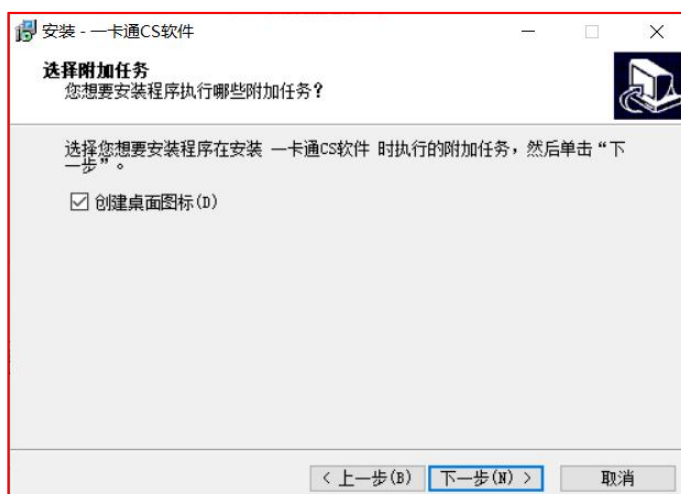 安装 - 一卡通CS软件
选择附加任务
您想要安装程序执行哪些附加任务？
选择您想要安装程序在安装 一卡通CS软件 时执行的附加任务，然后单击“下
一步”。
创建桌面图标(D)
< 上一步(B) 下一步(N) > 取消